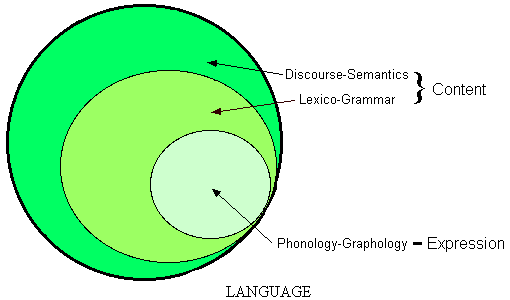 Discourse-Semantics
Lexico-Grammar
} Content
Phonology-Graphology – Expression
LANGUAGE